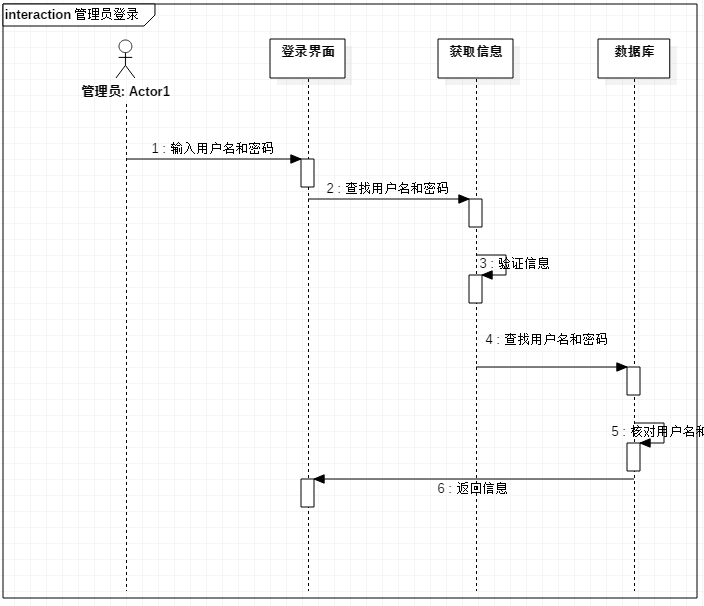 interaction 管理员登录
登录界面
获取信息
数据库
管理员: Actor1
1 : 输入用户名和密码
2 : 查找用户名和密码
3 : 验证信息
4 : 查找用户名和密码
5 : 核对用户名和
6 : 返回信息